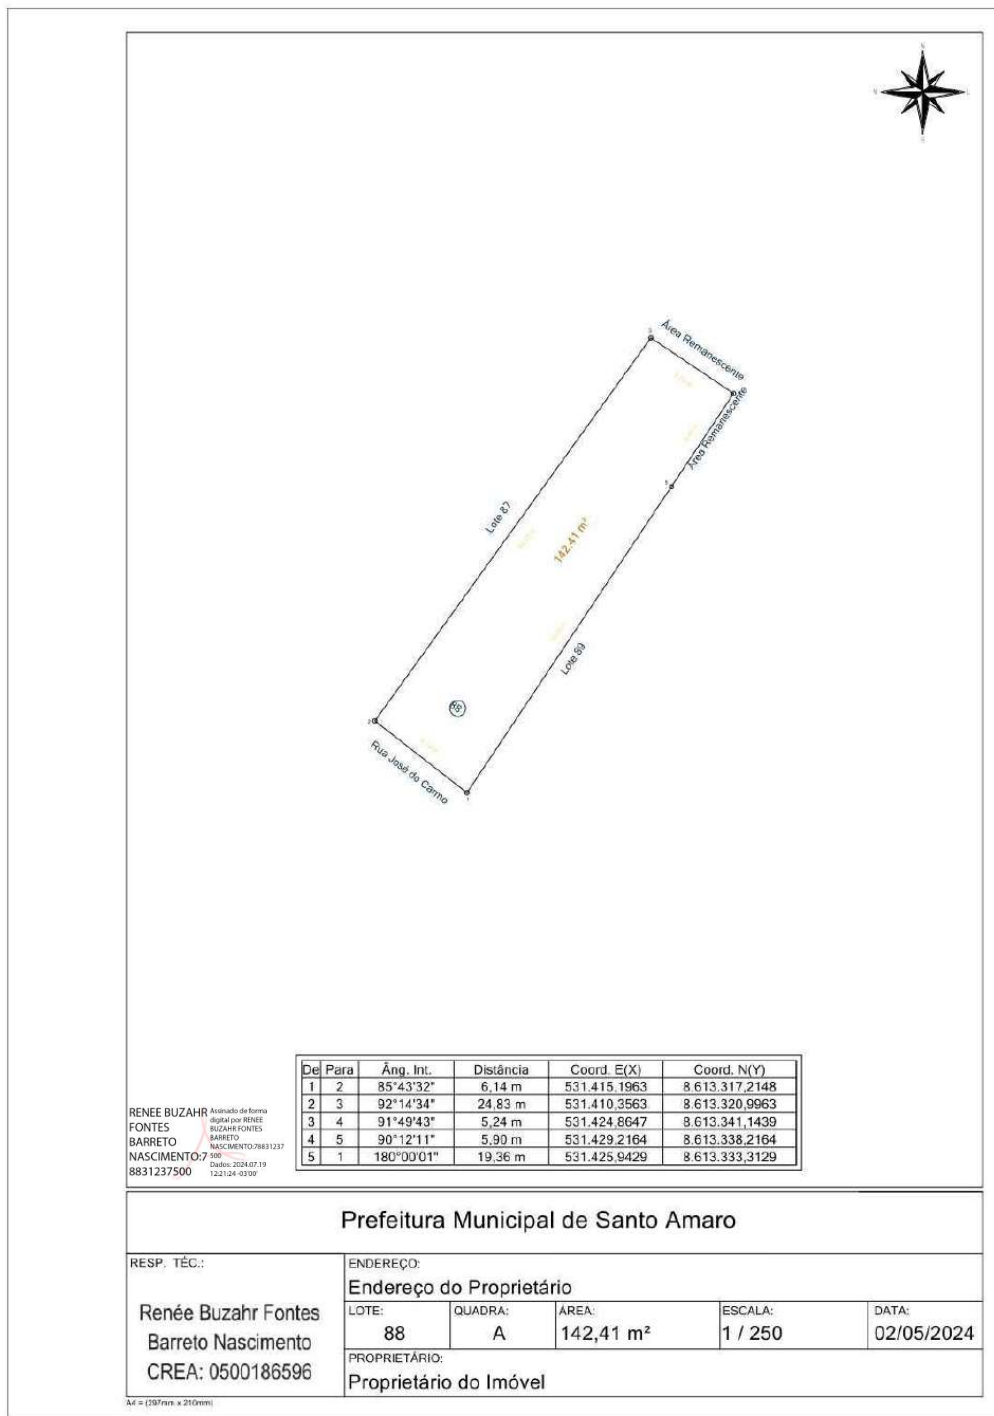 N
L
S
3
Área Remanescente
Área Remanescente
5
Lote 87
142.41 m²
Lote 89
88
2
Rua José do Carmo
1
De Para Âng. Int. Distância Coord. E(X) Coord. N(Y)
1 2 85°43'32" 6,14 m 531.415,1963 8.613.317,2148
2 3 92°14'34" 24,83 m 531.410,3563 8.613.320,9963
3 4 91°49'43" 5,24 m 531.424,8647 8.613.341,1439
4 5 90°12'11" 5,90 m 531.429,2164 8.613.338,2164
5 1 180°00'01" 19,36 m 531.425,9429 8.613.333,3129
RENEE BUZAHR
FONTES
BARRETO
NASCIMENTO:7
8831237500
Assinado de forma
digital por RENEE
BUZAHR FONTES
BARRETO
NASCIMENTO:78831237
500
Dados: 2024.07.19
12:21:24 -03'00'
Prefeitura Municipal de Santo Amaro
RESP. TÉC.:
Renée Buzahr Fontes
Barreto Nascimento
CREA: 0500186596
ENDEREÇO:
Endereço do Proprietário
LOTE: QUADRA: ÁREA: ESCALA: DATA:
88 A 142,41 m² 1 / 250 02/05/2024
PROPRIETÁRIO:
Proprietário do Imóvel
A4 = (297mm x 210mm)